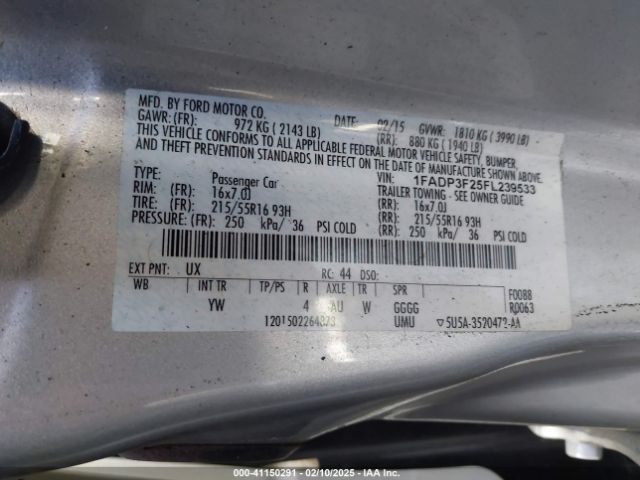 MFD. BY FORD MOTOR CO.
DATE: 02/15 GVWR: 1810 KG ( 3990 LB)
GAWR: (FR): 972 KG ( 2143 LB) (RR): 880 KG ( 1940 LB)
THIS VEHICLE CONFORMS TO ALL APPLICABLE FEDERAL MOTOR VEHICLE SAFETY, BUMPER,
AND THEFT PREVENTION STANDARDS IN EFFECT ON THE DATE OF MANUFACTURE SHOWN ABOVE.
VIN: 1FADP3F25FL239533
TYPE: Passenger Car TRAILER TOWING - SEE OWNER GUIDE
RIM: (FR): 16x7.0J (RR): 16x7.0J
TIRE: (FR): 215/55R16 93H (RR): 215/55R16 93H
PRESSURE: (FR): 250 kPa/ 36 PSI COLD (RR): 250 kPa/ 36 PSI COLD
EXT PNT: UX RC: 44 DSO:
WB INT TR TP/PS R AXLE TR SPR F0088
YW 4 AU W GGGG R0063
UMU ▽5U5A-3520472-AA
000-41150291 - 02/10/2025 - IAA Inc.